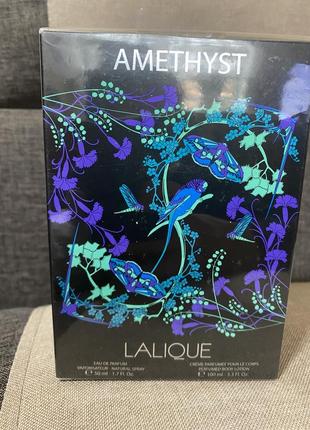 AMETHYST
LALIQUE
EAU DE PARFUM
VAPORISATEUR · NATURAL SPRAY
℮ 50 ml 1.7 Fl. Oz.
CRÈME PARFUMÉE POUR LE CORPS
PERFUMED BODY LOTION
℮ 100 ml 3.3 Fl. Oz.